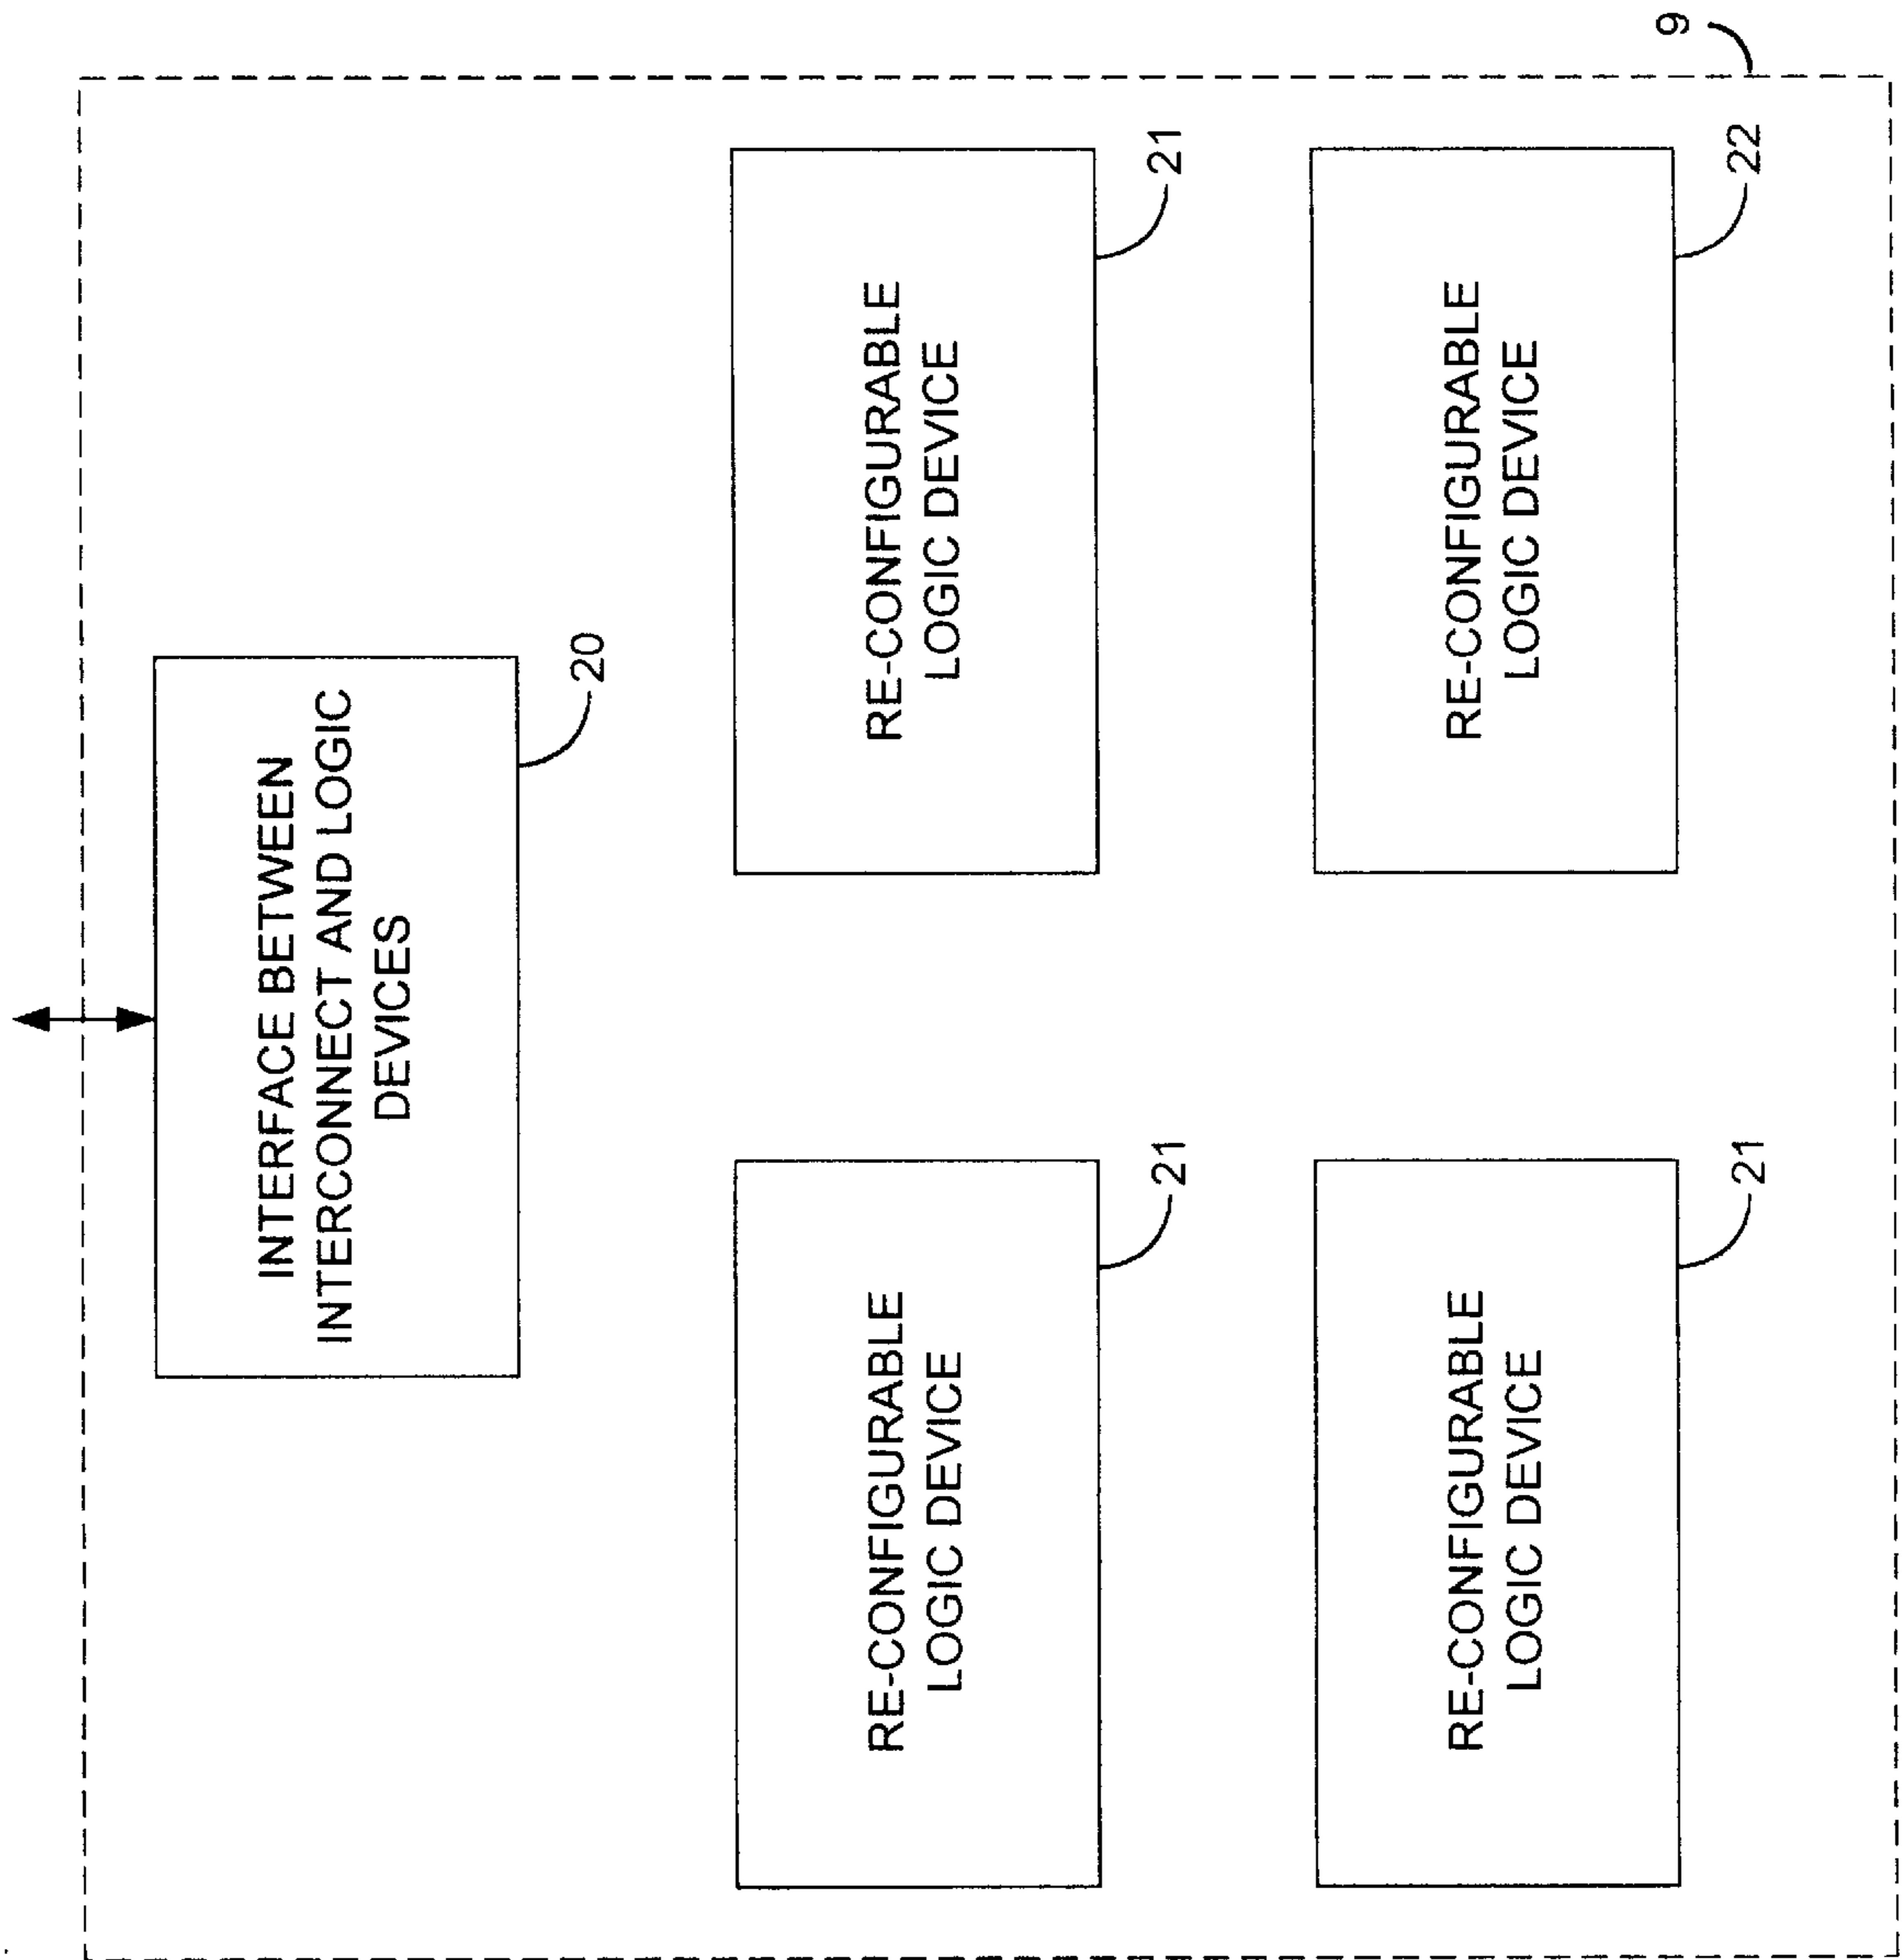 INTERFACE BETWEEN
INTERCONNECT AND LOGIC
DEVICES
20
RE-CONFIGURABLE
LOGIC DEVICE
21
RE-CONFIGURABLE
LOGIC DEVICE
21
RE-CONFIGURABLE
LOGIC DEVICE
21
RE-CONFIGURABLE
LOGIC DEVICE
22
9